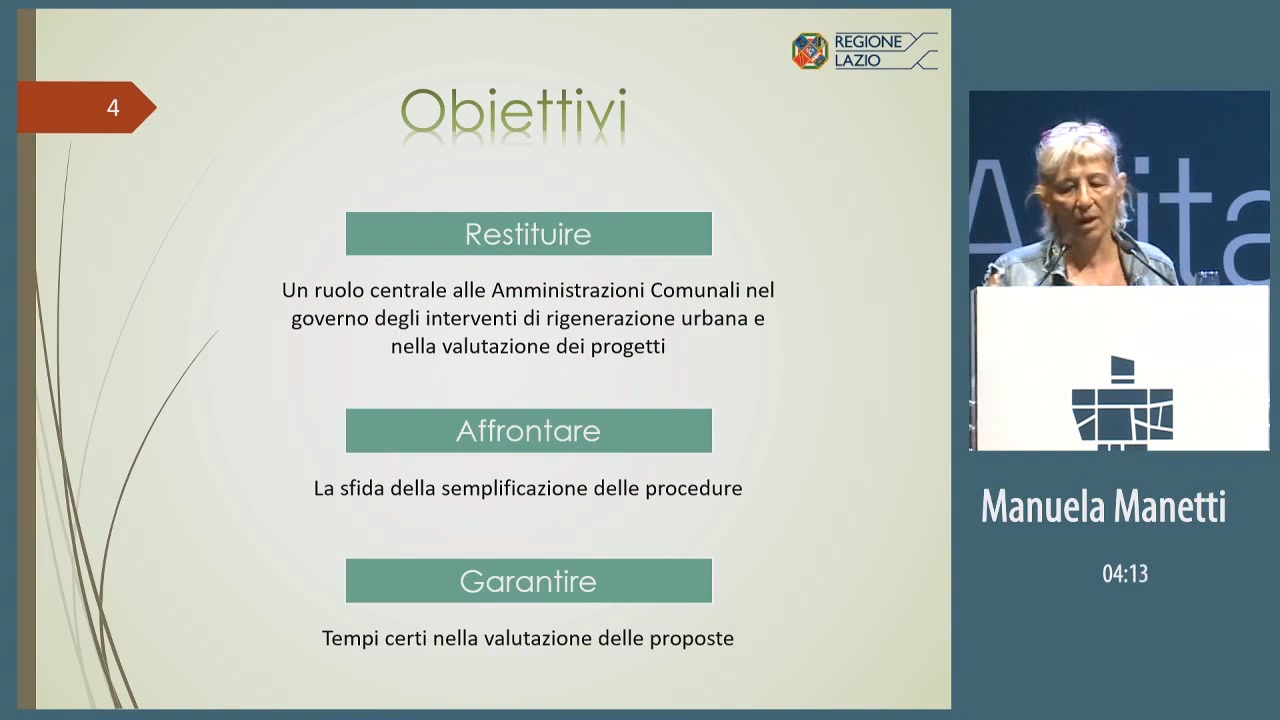 REGIONE
LAZIO
4
Obiettivi
Restituire
Un ruolo centrale alle Amministrazioni Comunali nel
governo degli interventi di rigenerazione urbana e
nella valutazione dei progetti
Affrontare
La sfida della semplificazione delle procedure
Garantire
Tempi certi nella valutazione delle proposte
Manuela Manetti
04:13